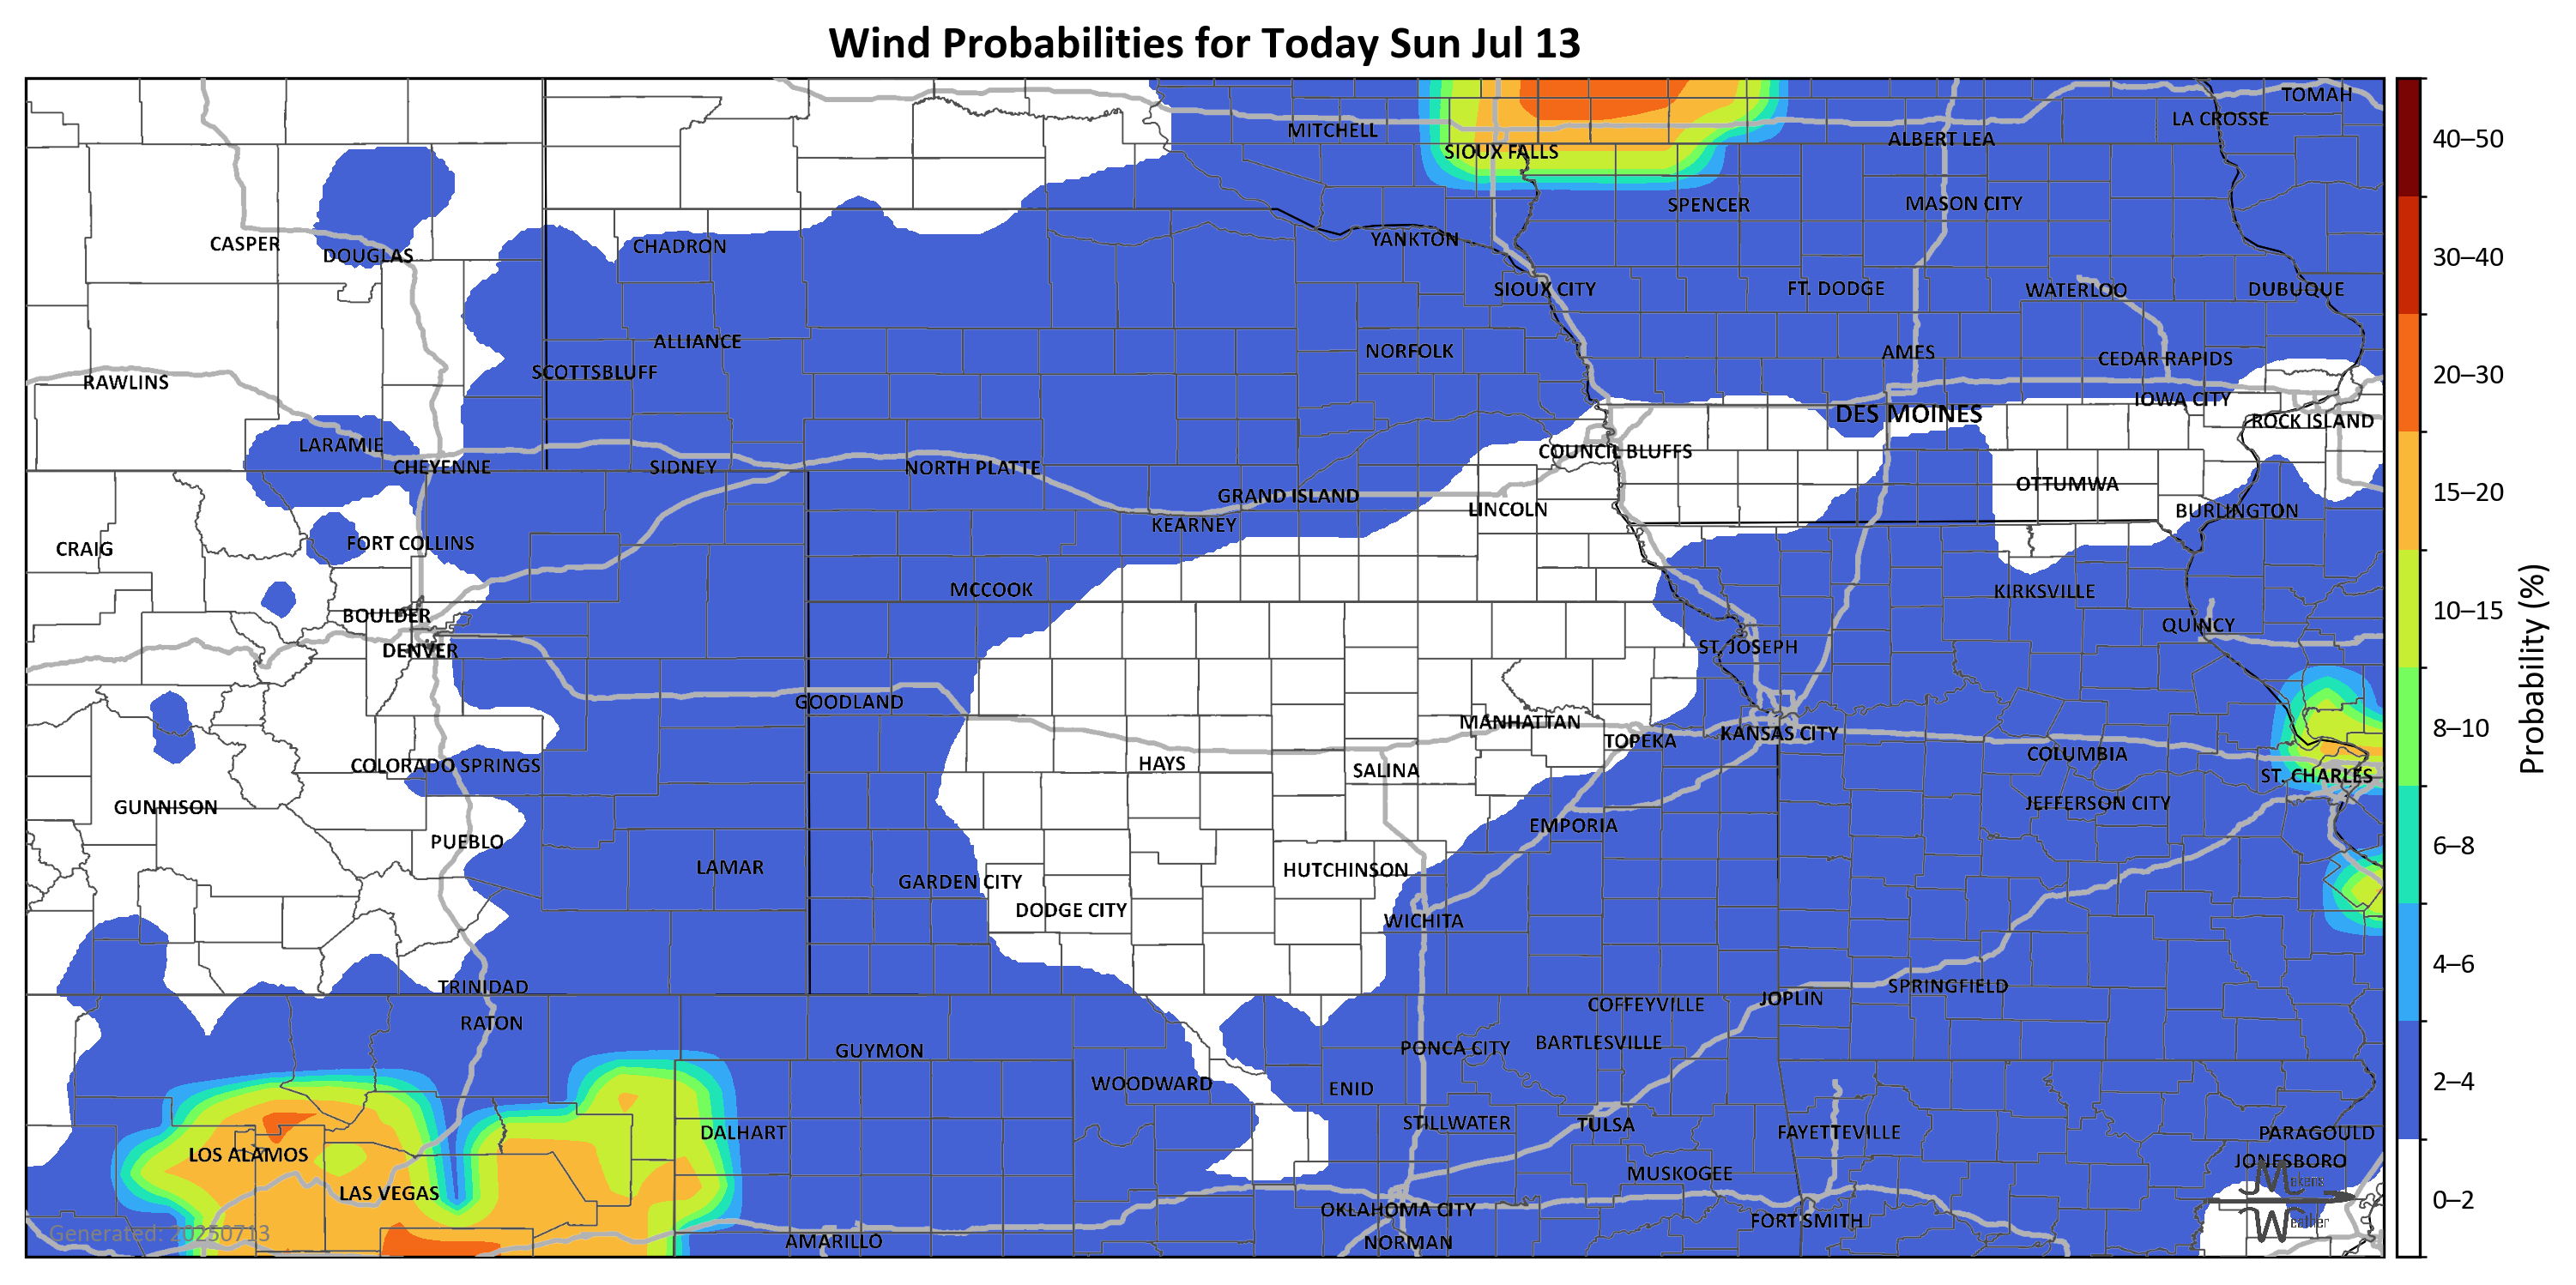 Wind Probabilities for Today Sun Jul 13
TOMAH
LA CROSSE
MITCHELL
ALBERT LEA
SIOUX FALLS
SPENCER
MASON CITY
CASPER
DOUGLAS
CHADRON
YANKTON
SIOUX CITY
FT. DODGE
WATERLOO
DUBUQUE
ALLIANCE
NORFOLK
AMES
CEDAR RAPIDS
RAWLINS
SCOTTSBLUFF
IOWA CITY
DES MOINES
ROCK ISLAND
LARAMIE
CHEYENNE
SIDNEY
NORTH PLATTE
COUNCIL BLUFFS
OTTUMWA
GRAND ISLAND
LINCOLN
BURLINGTON
KEARNEY
CRAIG
FORT COLLINS
MCCOOK
KIRKSVILLE
BOULDER
QUINCY
DENVER
ST. JOSEPH
GOODLAND
MANHATTAN
TOPEKA
KANSAS CITY
COLUMBIA
COLORADO SPRINGS
HAYS
SALINA
ST. CHARLES
GUNNISON
JEFFERSON CITY
PUEBLO
EMPORIA
LAMAR
HUTCHINSON
GARDEN CITY
DODGE CITY
WICHITA
TRINIDAD
SPRINGFIELD
JOPLIN
COFFEYVILLE
RATON
GUYMON
PONCA CITY
BARTLESVILLE
WOODWARD
ENID
STILLWATER
TULSA
DALHART
FAYETTEVILLE
PARAGOULD
LOS ALAMOS
JONESBORO
MUSKOGEE
LAS VEGAS
OKLAHOMA CITY
FORT SMITH
AMARILLO
NORMAN
Generated: 20250713
Mokens
Weather
40–50
30–40
20–30
15–20
10–15
8–10
6–8
4–6
2–4
0–2
Probability (%)